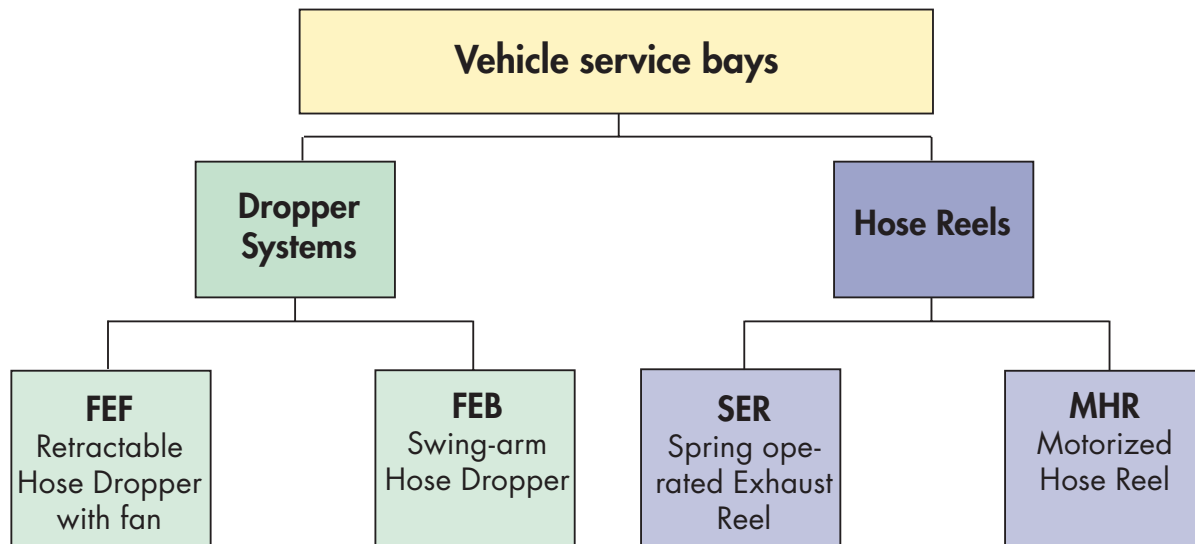 Vehicle service bays
Dropper
Systems
Hose Reels
FEF
Retractable
Hose Dropper
with fan
FEB
Swing-arm
Hose Dropper
SER
Spring ope-
rated Exhaust
Reel
MHR
Motorized
Hose Reel